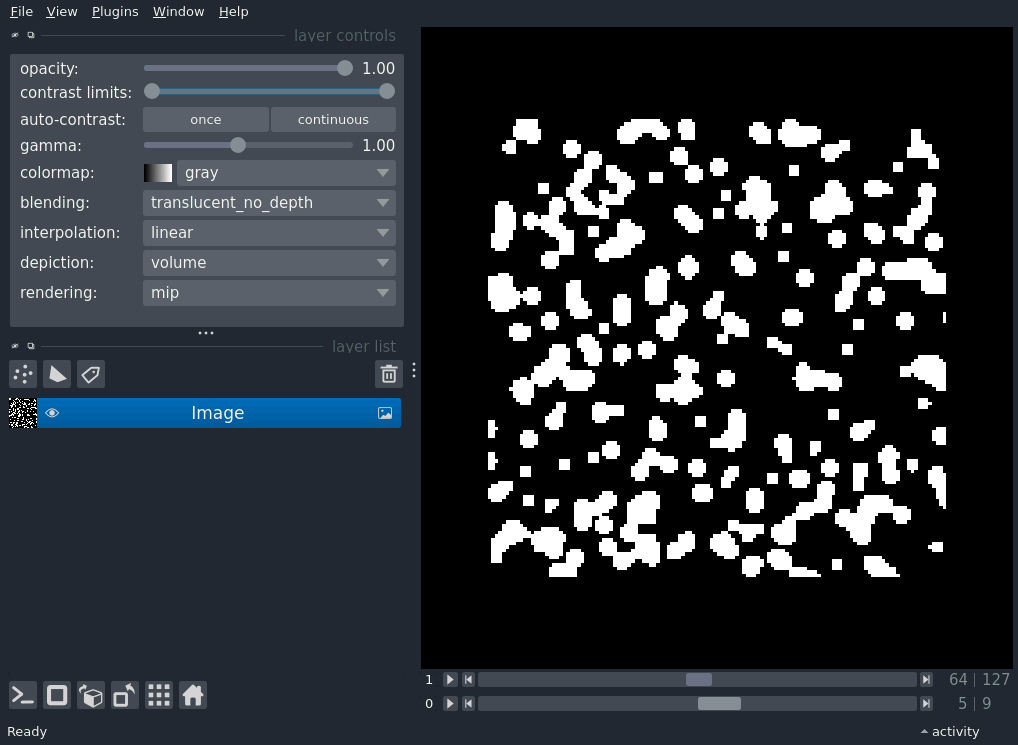 File View Plugins Window Help
layer controls
opacity: 1.00
contrast limits:
auto-contrast: once continuous
gamma: 1.00
colormap: gray
blending: translucent_no_depth
interpolation: linear
depiction: volume
rendering: mip
layer list
Image
1 64 | 127
0 5 | 9
Ready activity